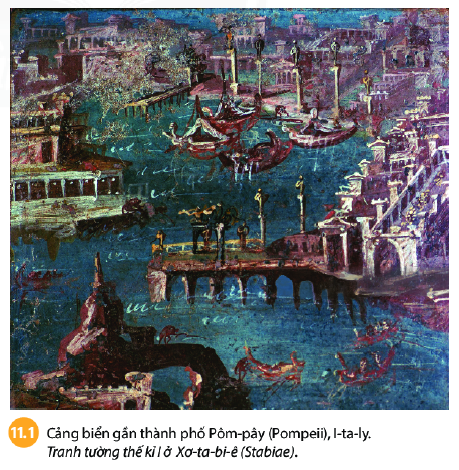 11.1 Cảng biển gần thành phố Pôm-pây (Pompeii), I-ta-ly.
Tranh tường thế kỉ I ở Xơ-ta-bi-ê (Stabiae).